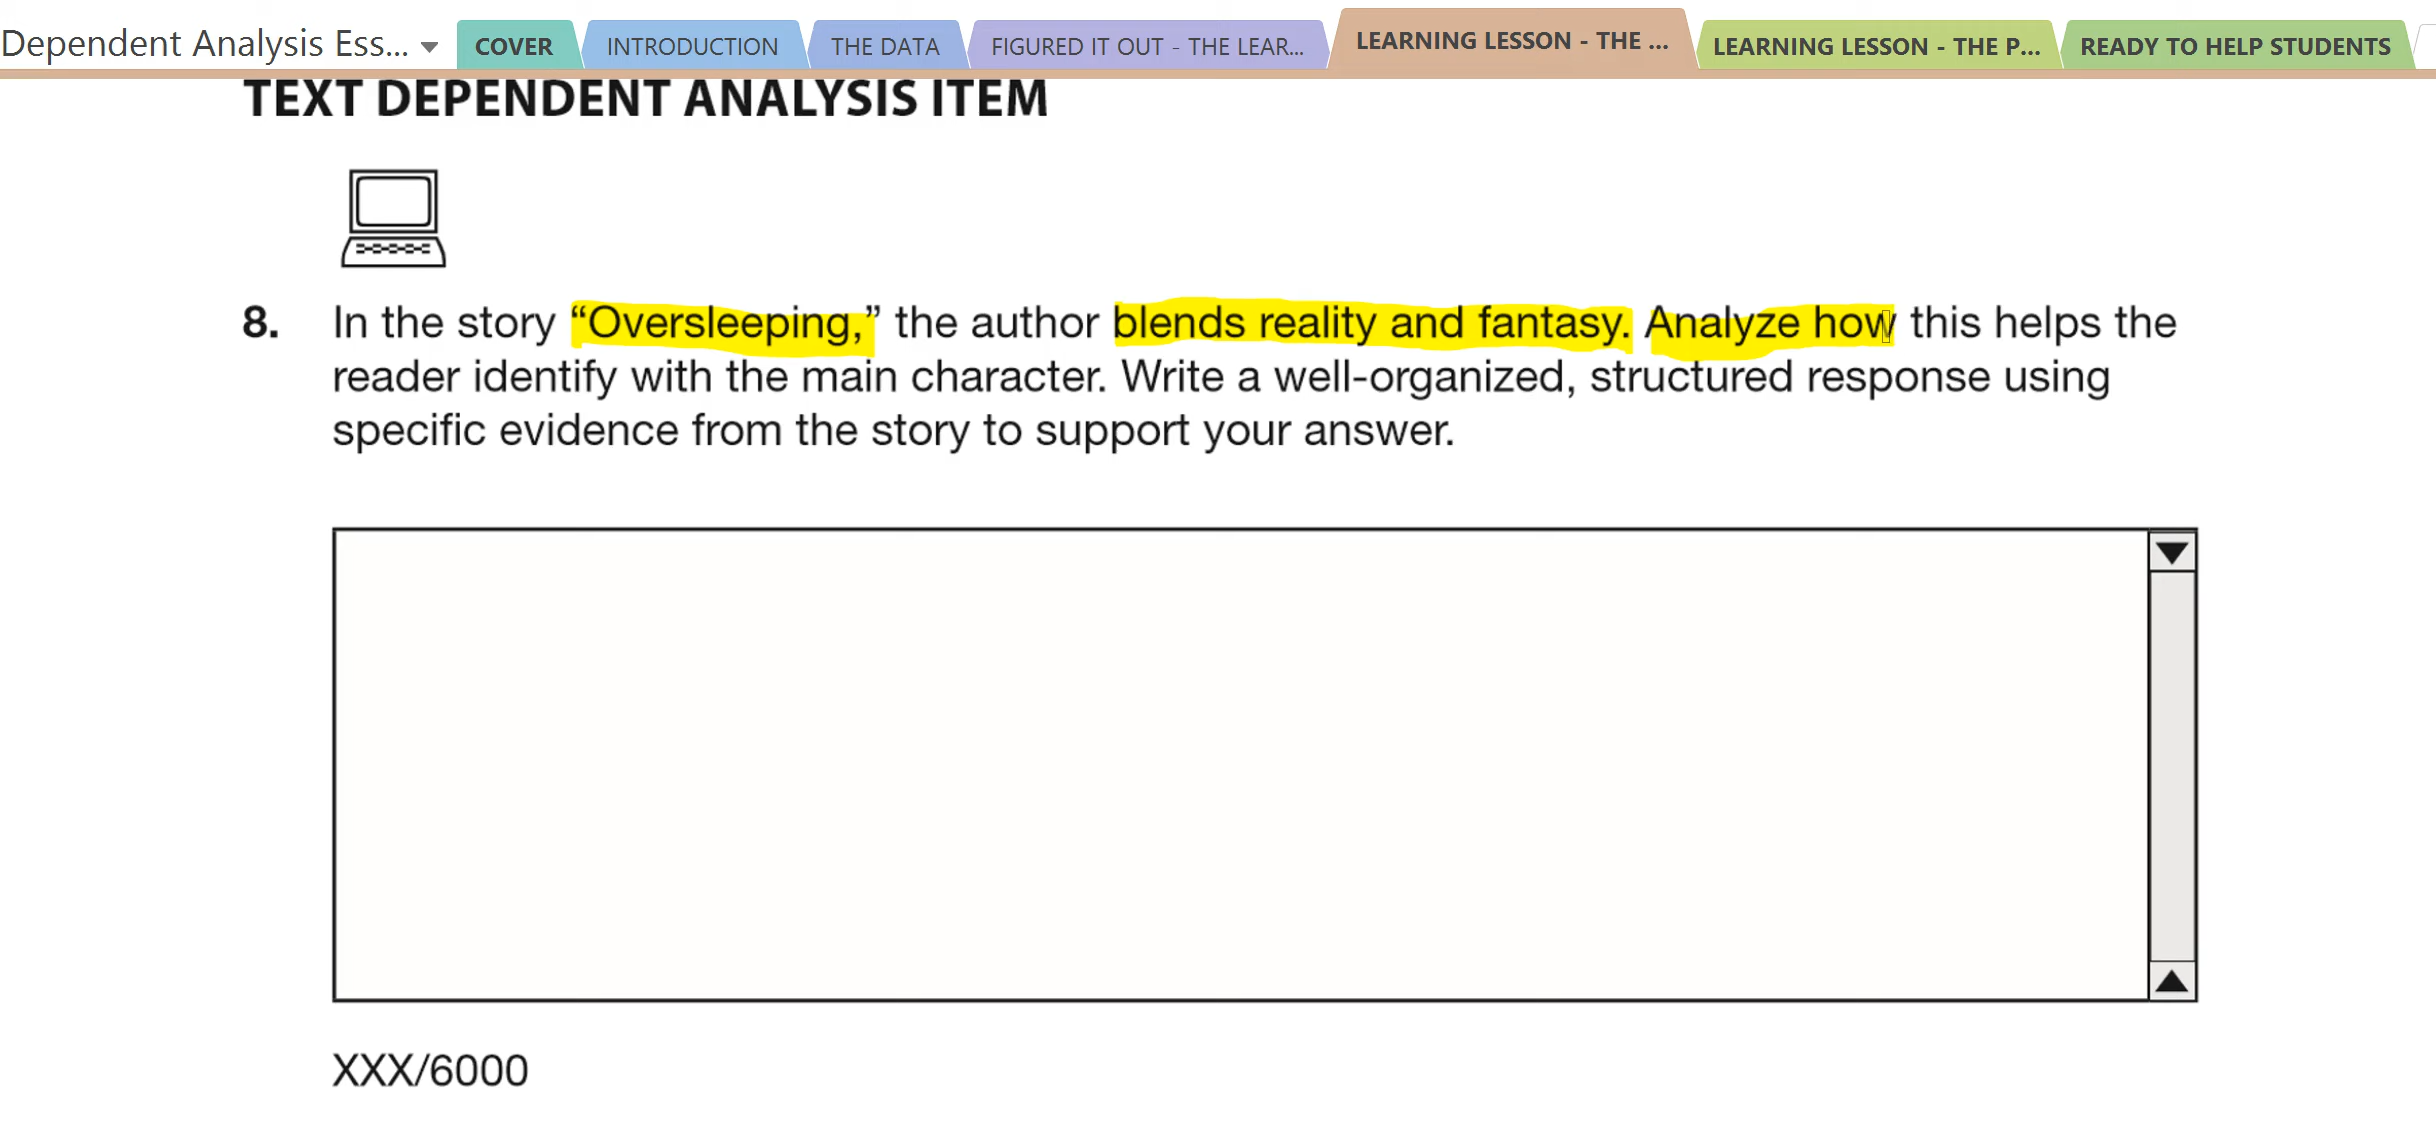 Dependent Analysis Ess...
COVER
INTRODUCTION
THE DATA
FIGURED IT OUT - THE LEAR...
LEARNING LESSON - THE ...
LEARNING LESSON - THE P...
READY TO HELP STUDENTS
TEXT DEPENDENT ANALYSIS ITEM
8. In the story “Oversleeping,” the author blends reality and fantasy. Analyze how this helps the
reader identify with the main character. Write a well-organized, structured response using
specific evidence from the story to support your answer.
XXX/6000